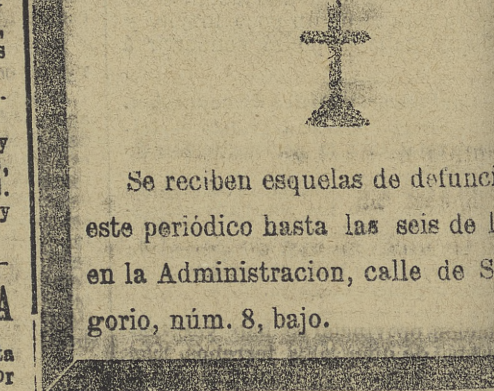 Se reciben esquelas de defunci
este periódico hasta las seis de l
en la Administracion, calle de S
gorio, núm. 8, bajo.
y
y
A